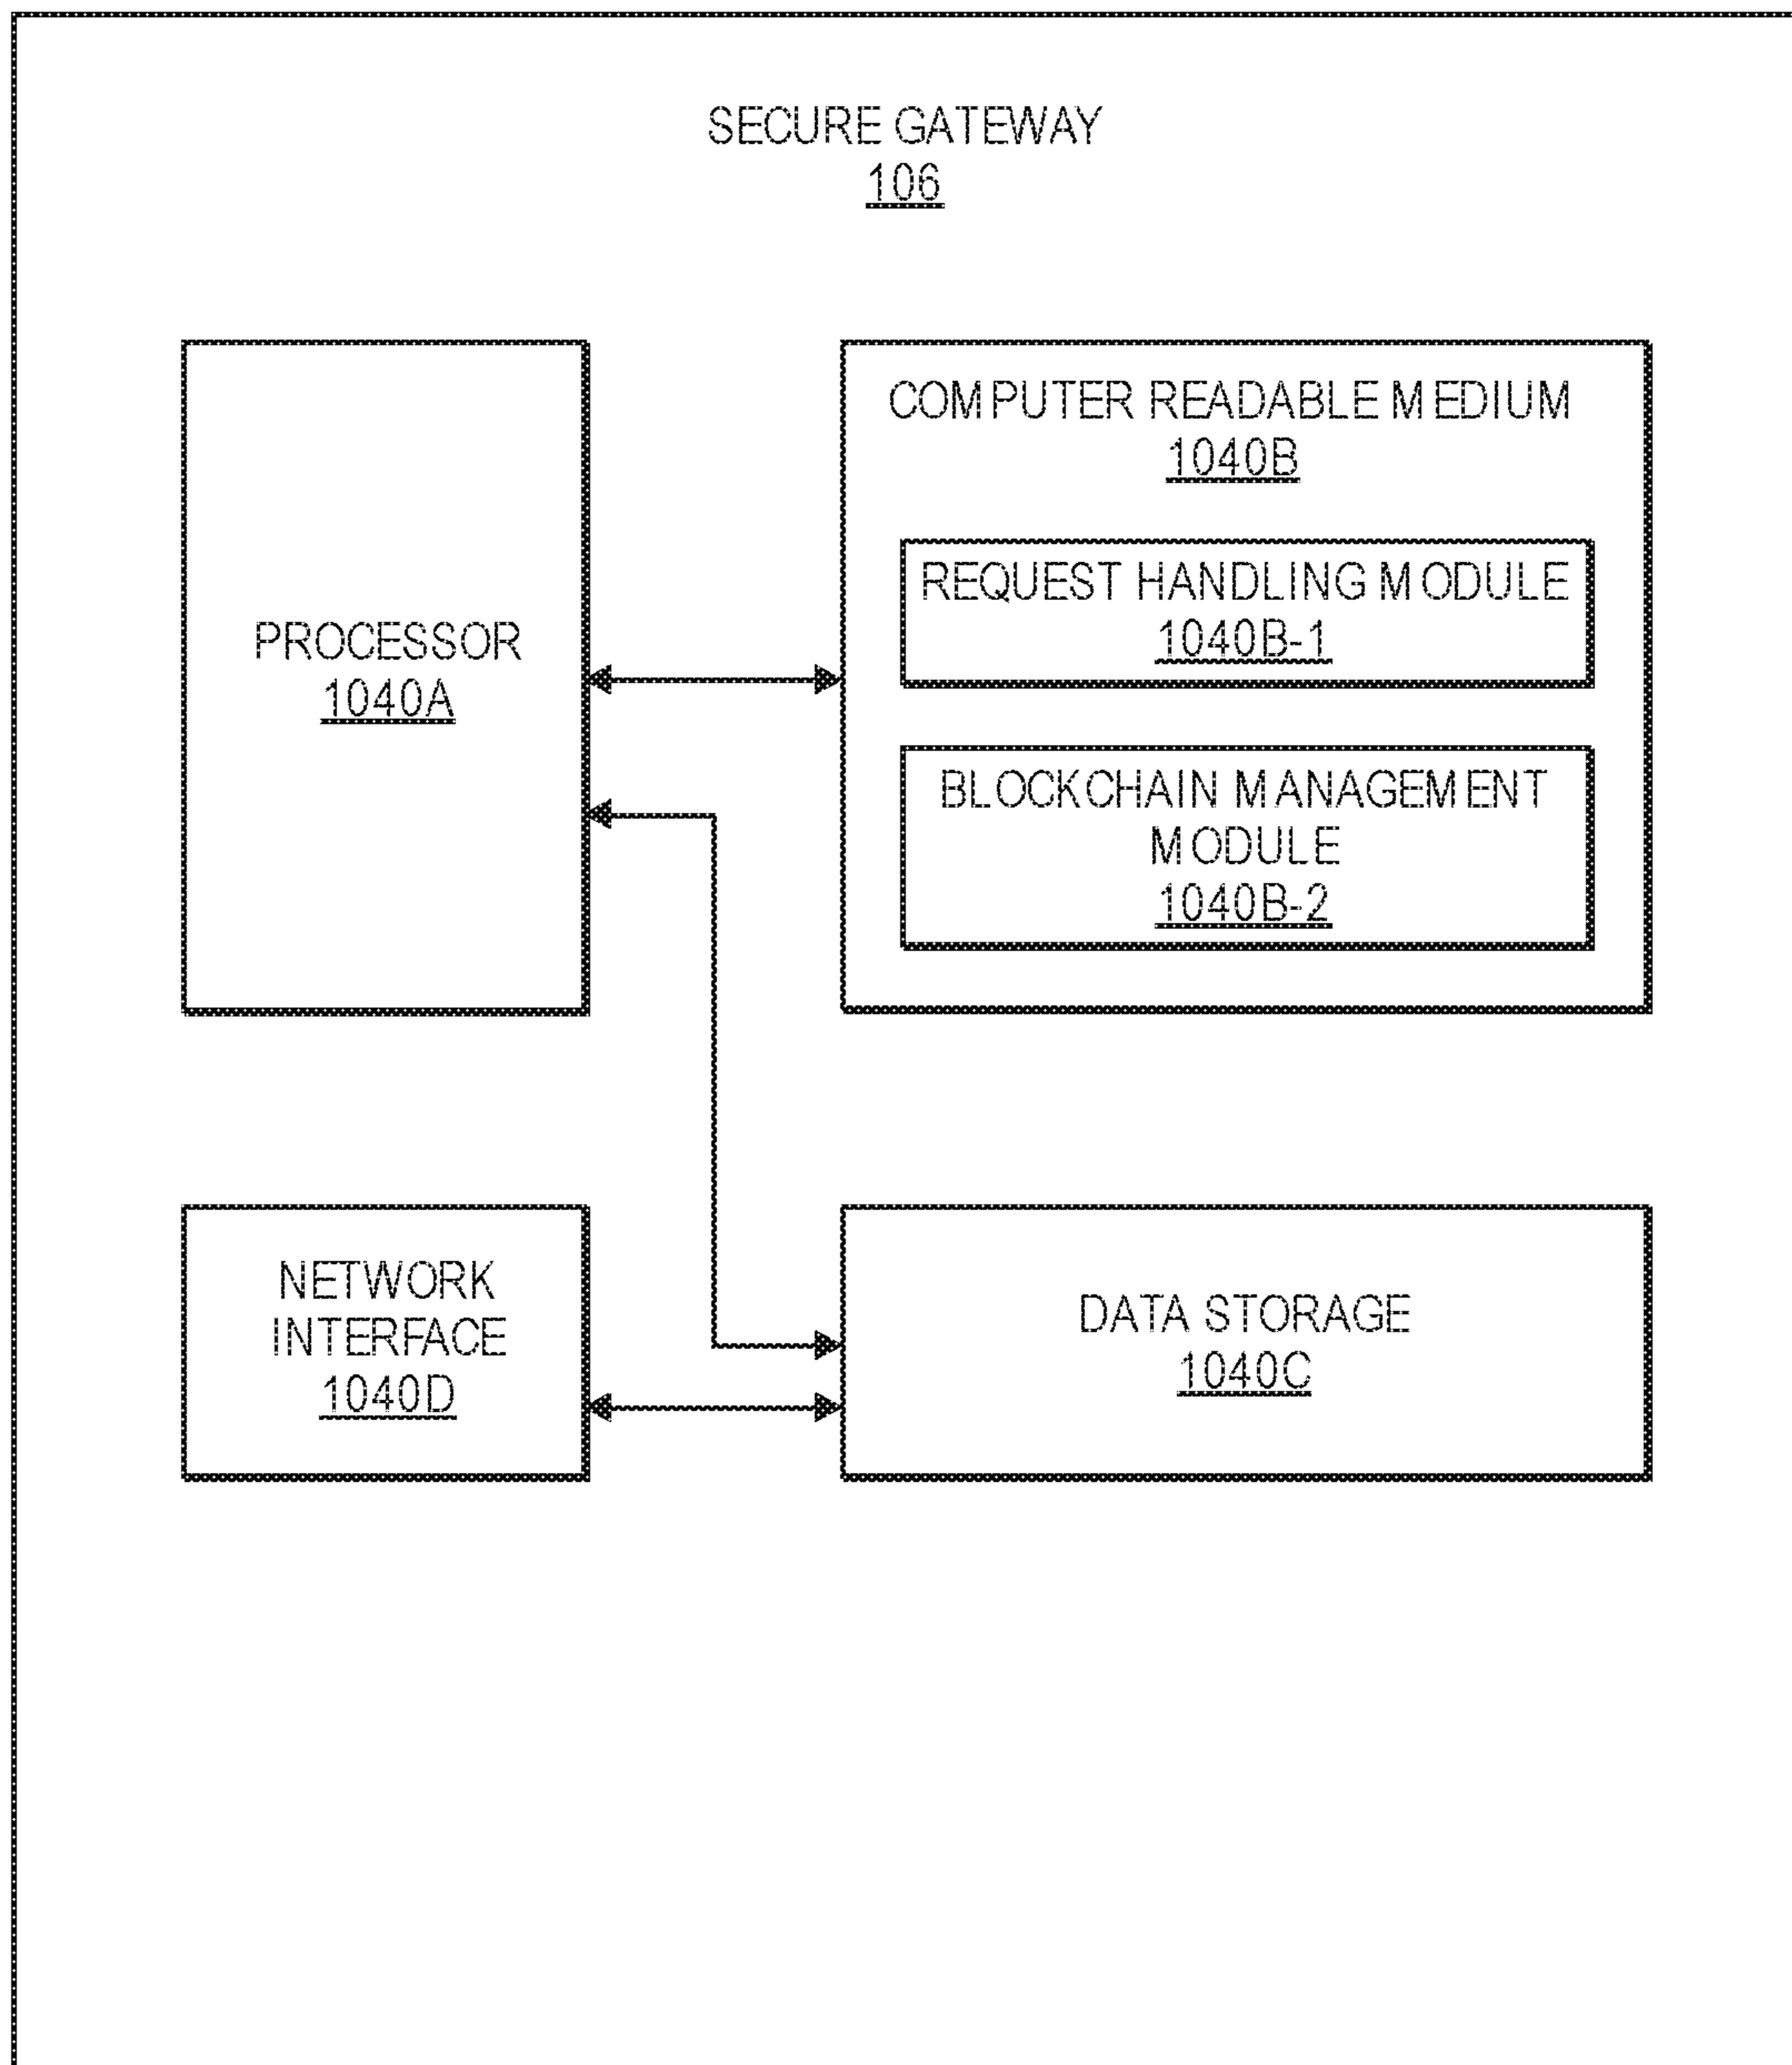 SECURE GATEWAY
106
PROCESSOR
1040A
COMPUTER READABLE MEDIUM
1040B
REQUEST HANDLING MODULE
1040B-1
BLOCKCHAIN MANAGEMENT
MODULE
1040B-2
NETWORK
INTERFACE
1040D
DATA STORAGE
1040C